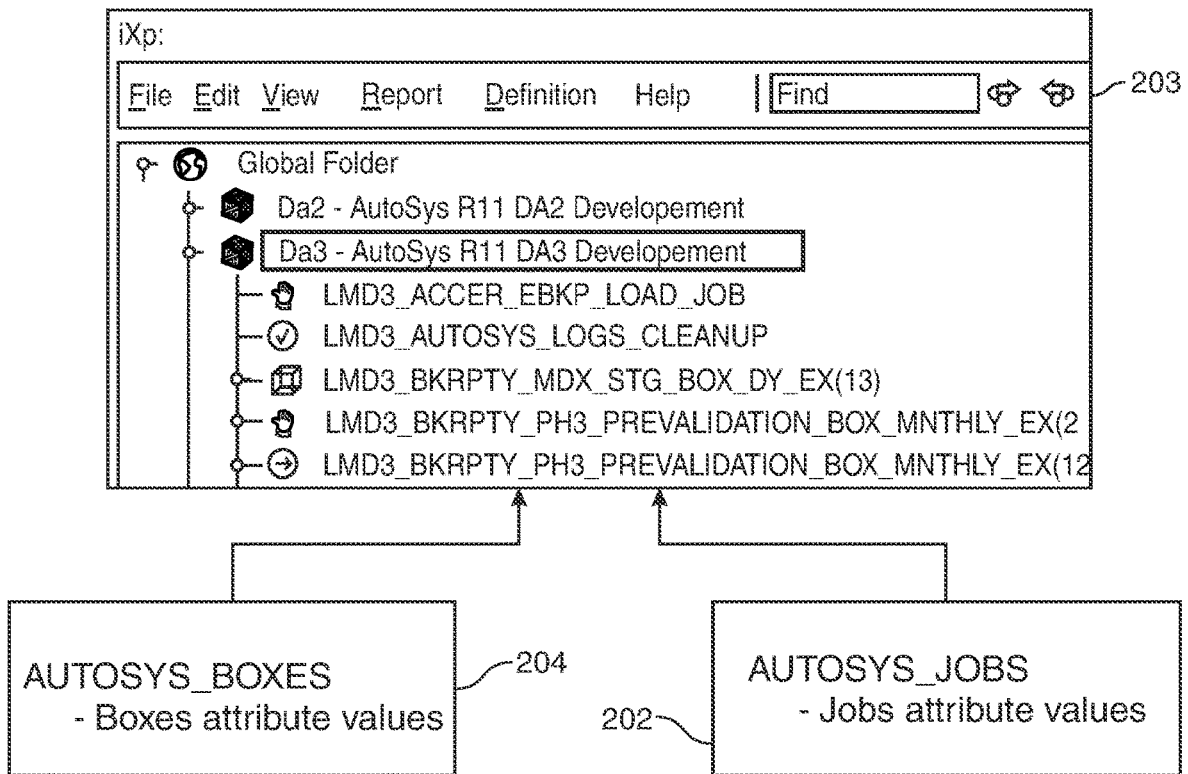 iXp:
File Edit View Report Definition Help Find
203
Global Folder
Da2 - AutoSys R11 DA2 Developement
Da3 - AutoSys R11 DA3 Developement
LMD3_ACCER_EBKP_LOAD_JOB
LMD3_AUTOSYS_LOGS_CLEANUP
LMD3_BKRPTY_MDX_STG_BOX_DY_EX(13)
LMD3_BKRPTY_PH3_PREVALIDATION_BOX_MNTHLY_EX(2
LMD3_BKRPTY_PH3_PREVALIDATION_BOX_MNTHLY_EX(12
AUTOSYS_BOXES
- Boxes attribute values
204
AUTOSYS_JOBS
- Jobs attribute values
202